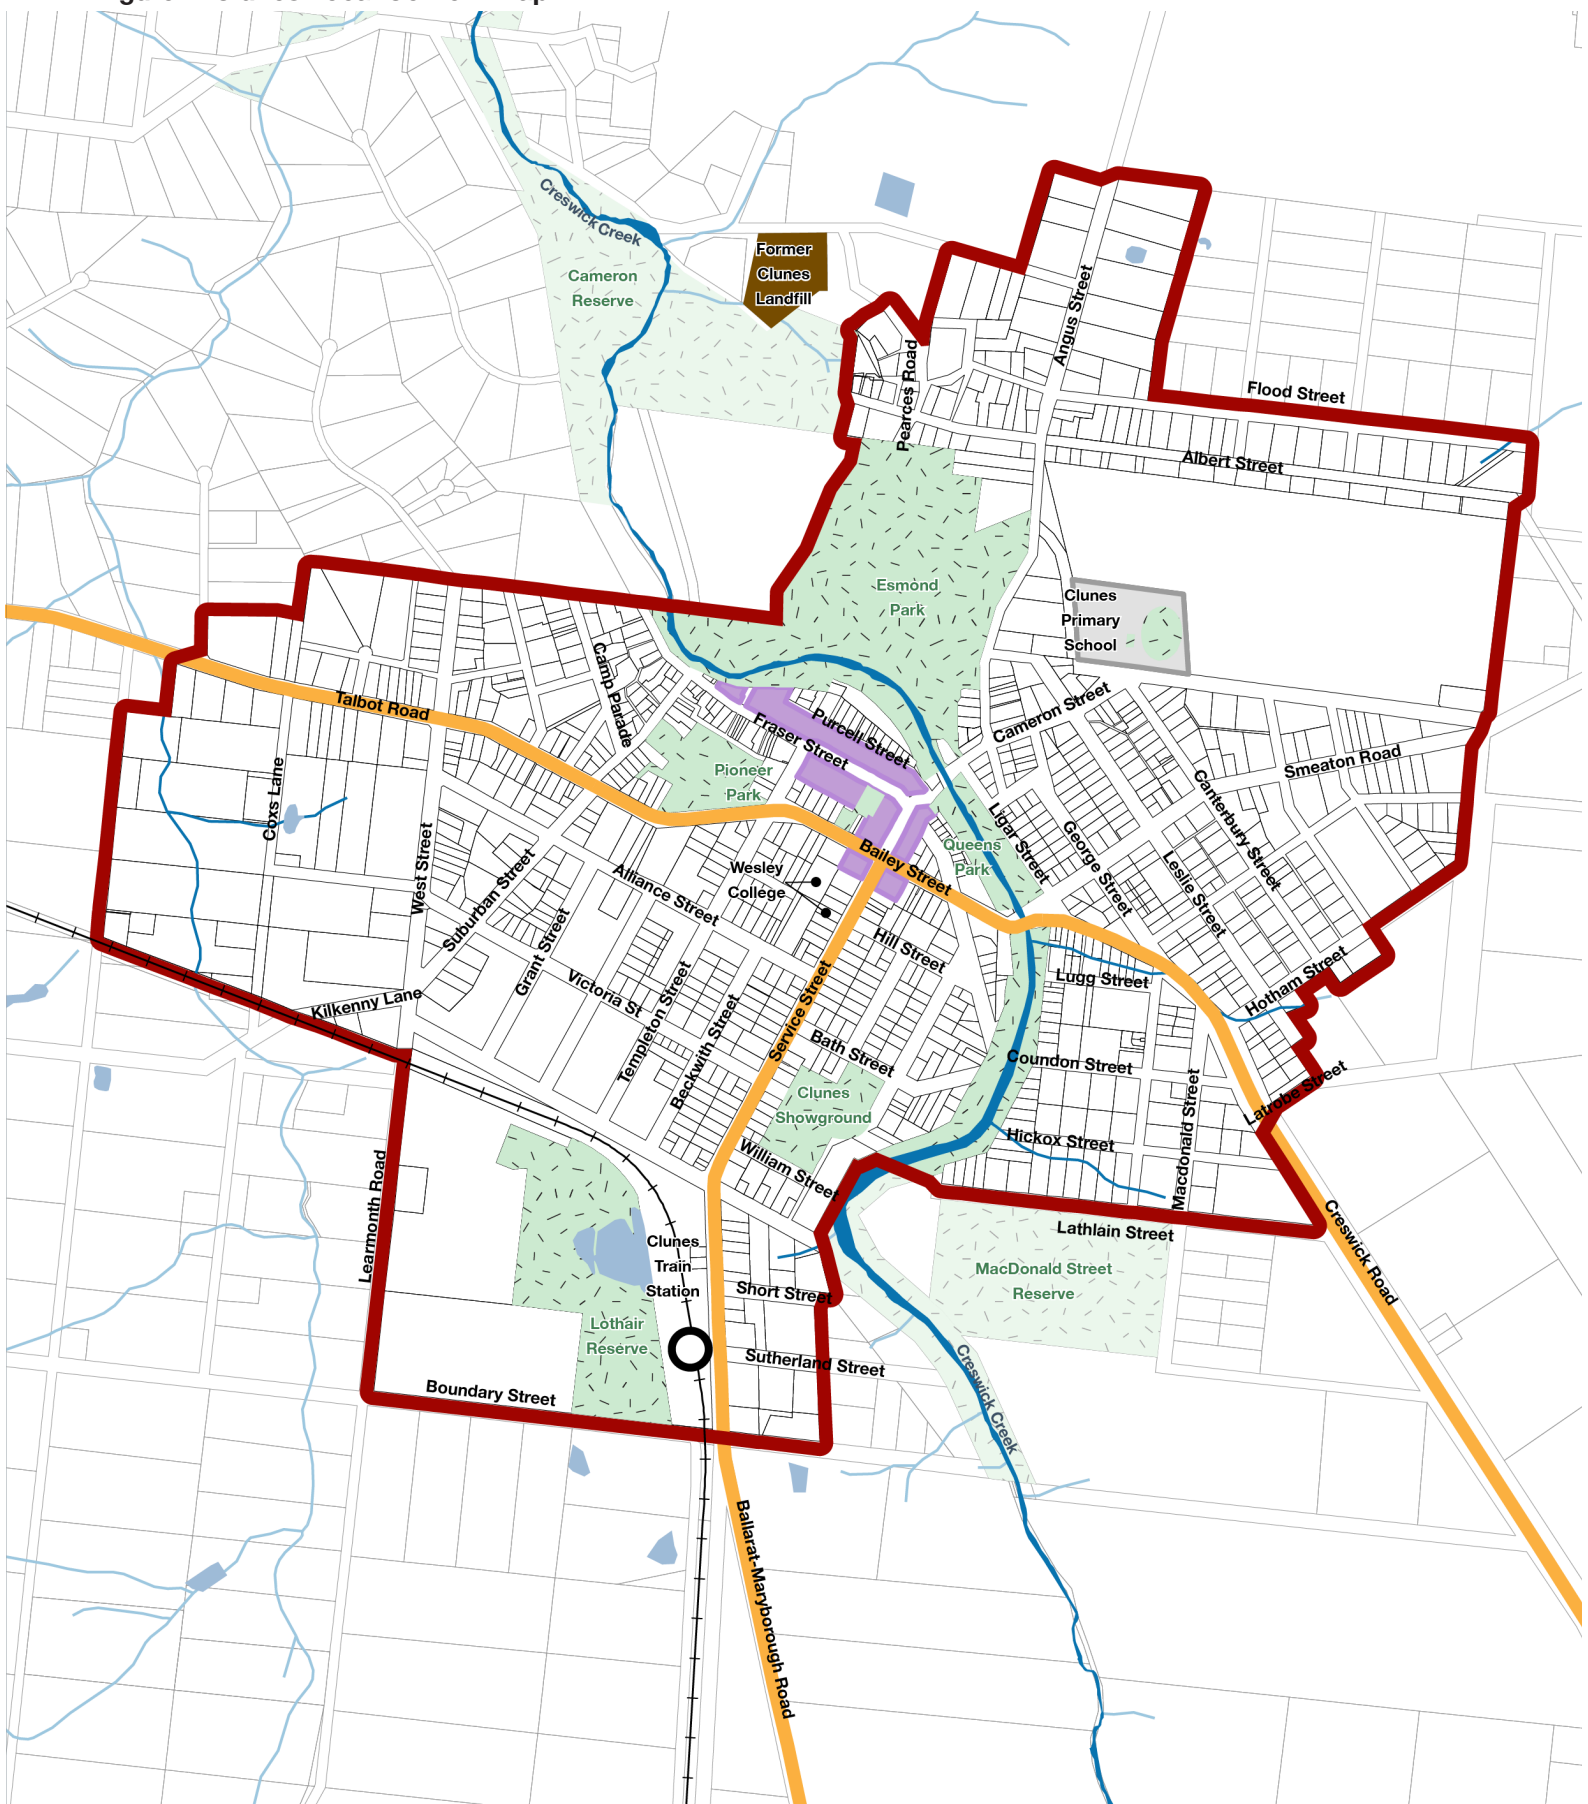 Creswick Creek
Former
Clunes
Landfill
Cameron
Reserve
Angus Street
Pearces Road
Flood Street
Albert Street
Esmond
Park
Clunes
Primary
School
Camp Parade
Talbot Road
Cameron Street
Purcell Street
Fraser Street
Smeaton Road
Pioneer
Park
Coxs Lane
Canterbury Street
Ligar Street
George Street
Queens
Park
Bailey Street
Leslie Street
West Street
Wesley
College
Suburban Street
Alliance Street
Grant Street
Hill Street
Hotham Street
Lugg Street
Victoria St
Kilkenny Lane
Templeton Street
Beckwith Street
Service Street
Bath Street
Coundon Street
Clunes
Showground
Macdonald Street
Latrobe Street
Hickox Street
William Street
Learmonth Road
Lathlain Street
Creswick Road
Clunes
Train
Station
MacDonald Street
Reserve
Short Street
Lothair
Reserve
Sutherland Street
Creswick Creek
Boundary Street
Ballarat-Maryborough Road